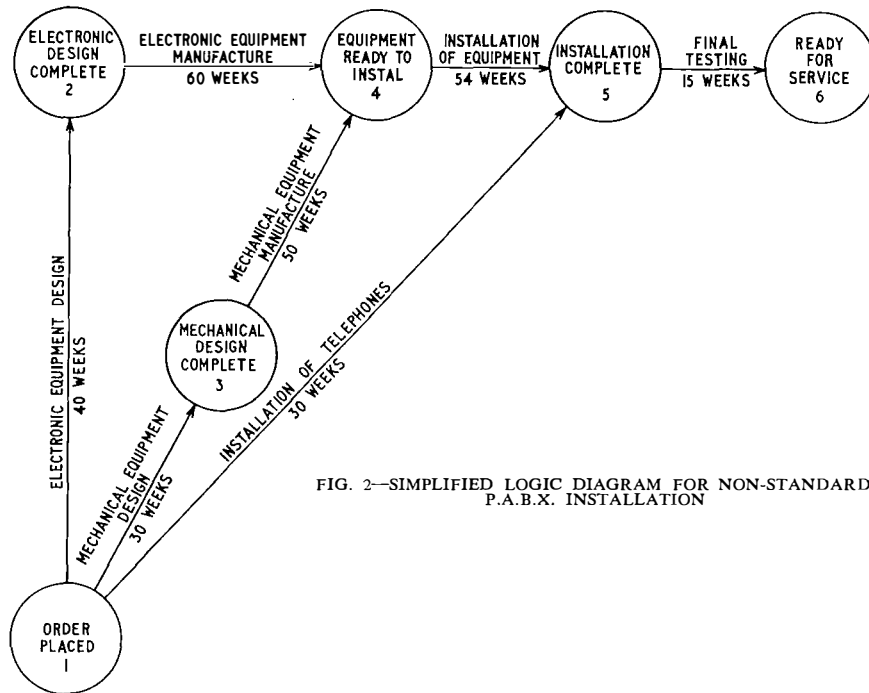 ELECTRONIC
DESIGN
COMPLETE
2
ELECTRONIC EQUIPMENT
MANUFACTURE
60 WEEKS
EQUIPMENT
READY TO
INSTAL
4
INSTALLATION
OF EQUIPMENT
54 WEEKS
INSTALLATION
COMPLETE
5
FINAL
TESTING
15 WEEKS
READY
FOR
SERVICE
6
MECHANICAL EQUIPMENT
MANUFACTURE
50 WEEKS
ELECTRONIC EQUIPMENT DESIGN
40 WEEKS
MECHANICAL
DESIGN
COMPLETE
3
INSTALLATION OF TELEPHONES
30 WEEKS
MECHANICAL EQUIPMENT
DESIGN
30 WEEKS
FIG. 2—SIMPLIFIED LOGIC DIAGRAM FOR NON-STANDARD
P.A.B.X. INSTALLATION
ORDER
PLACED
1